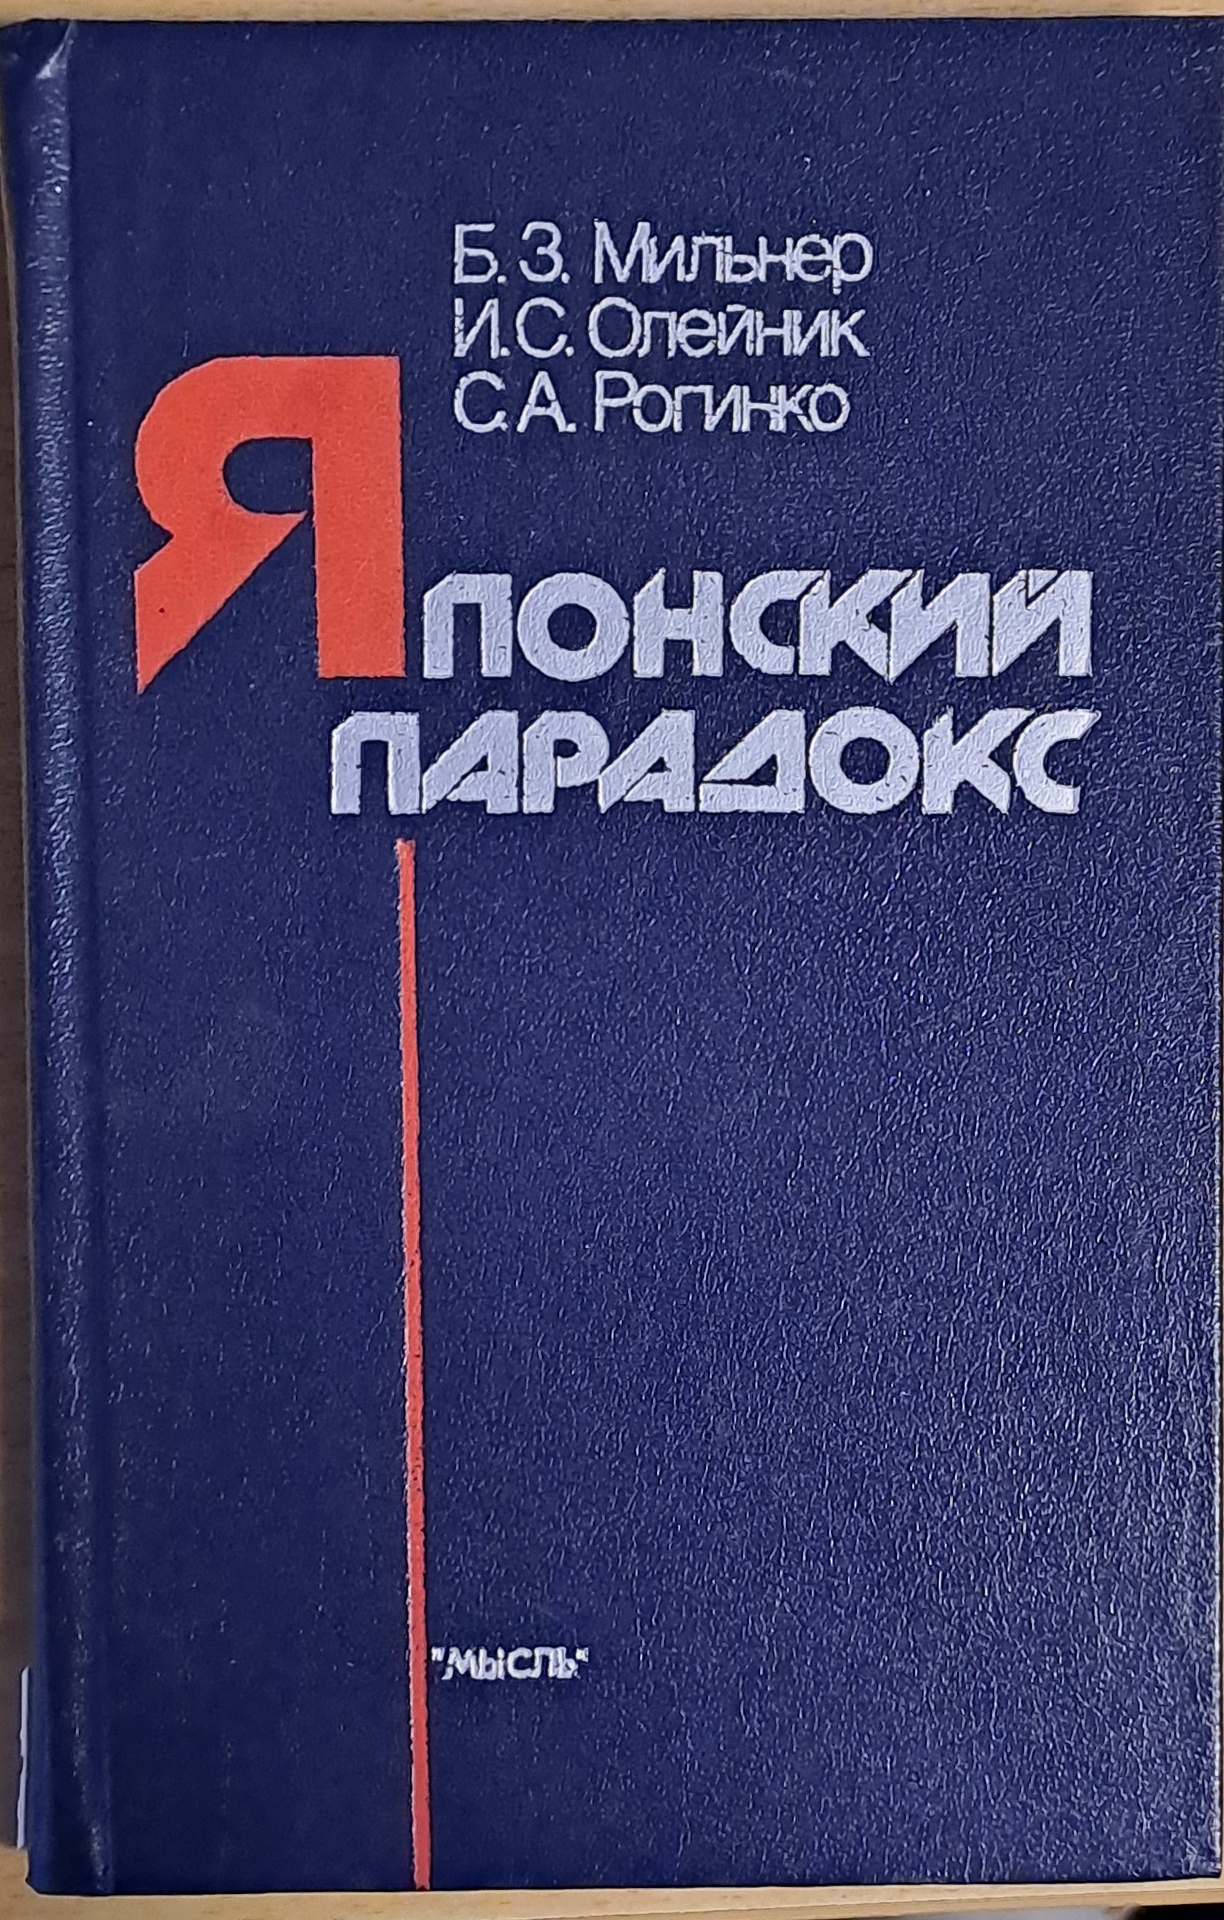 Б.З. Мильнер
И.С. Олейник
С.А. Рогинко
Японский
парадокс
"Мысль"